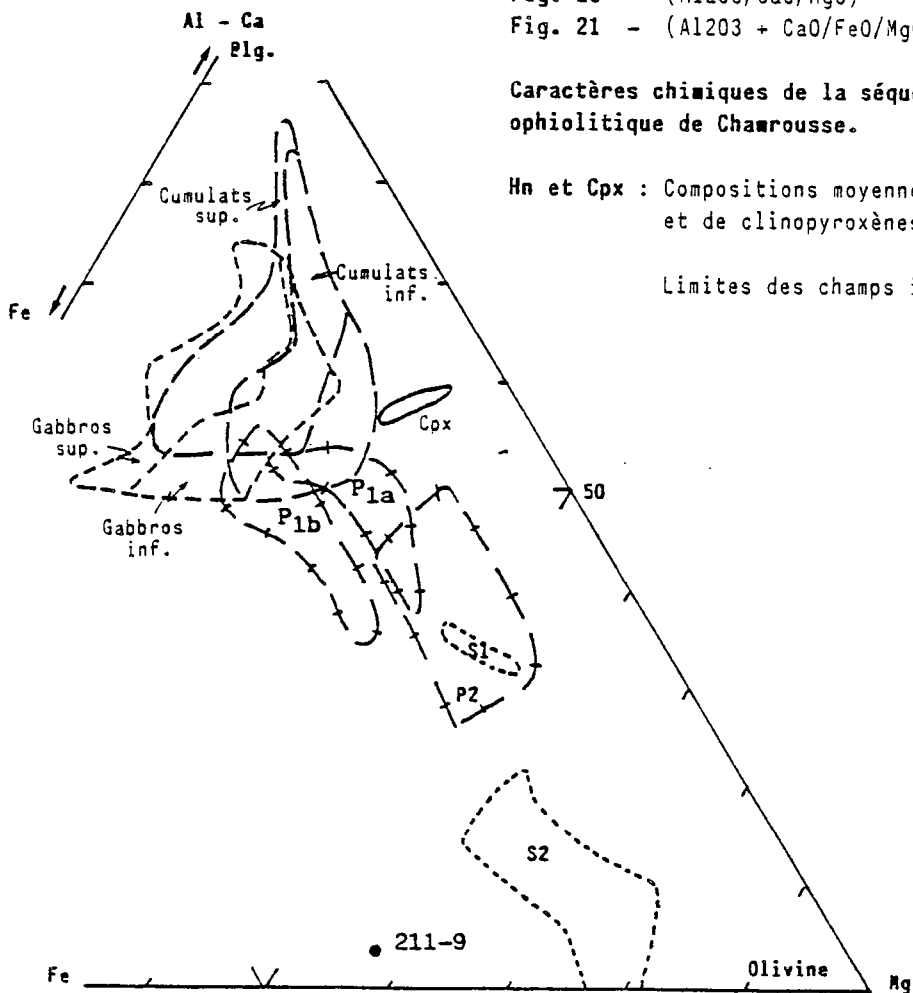 Fig. 21 - (Al2O3 + CaO/FeO/Mg
Al - Ca
Plg.
Caractères chimiques de la séqu
ophiolitique de Chamrousse.
Hn et Cpx : Compositions moyenn
et de clinopyroxènes
Limites des champs
Cumulats
sup.
Cumulats
inf.
Fe
Cpx
Gabbros
sup.
Gabbros
inf.
P1a
P1b
50
S1
P2
S2
211-9
Fe
Olivine
Mg